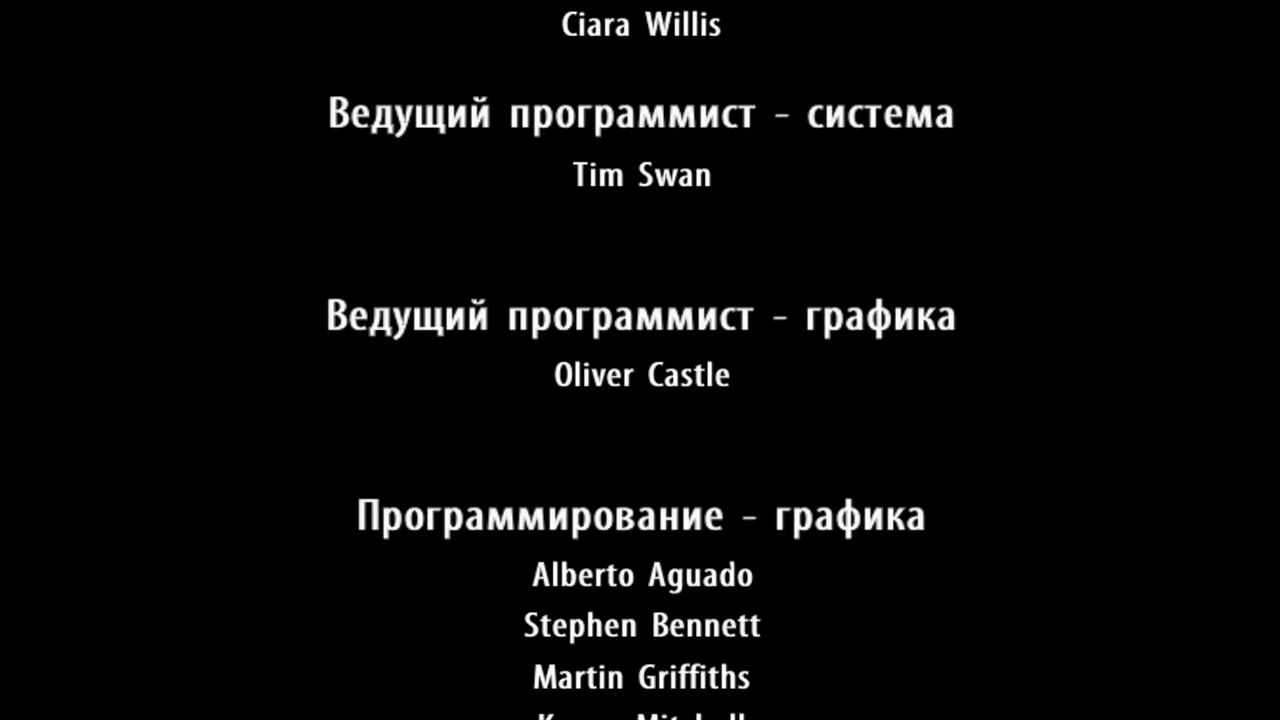 Ciara Willis
Ведущий программист - система
Tim Swan
Ведущий программист - графика
Oliver Castle
Программирование - графика
Alberto Aguado
Stephen Bennett
Martin Griffiths